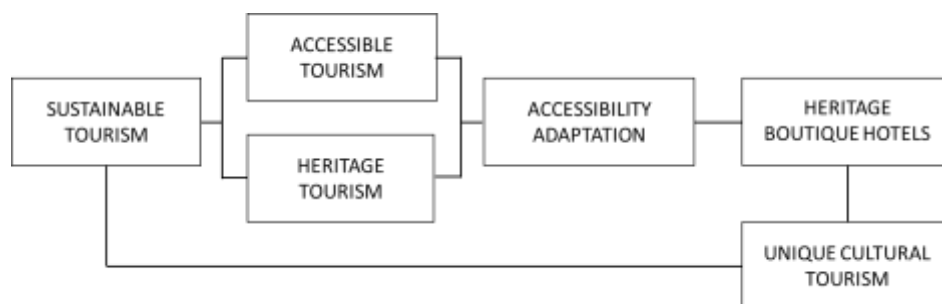 ACCESSIBLE
TOURISM
SUSTAINABLE
TOURISM
HERITAGE
TOURISM
ACCESSIBILITY
ADAPTATION
HERITAGE
BOUTIQUE HOTELS
UNIQUE CULTURAL
TOURISM